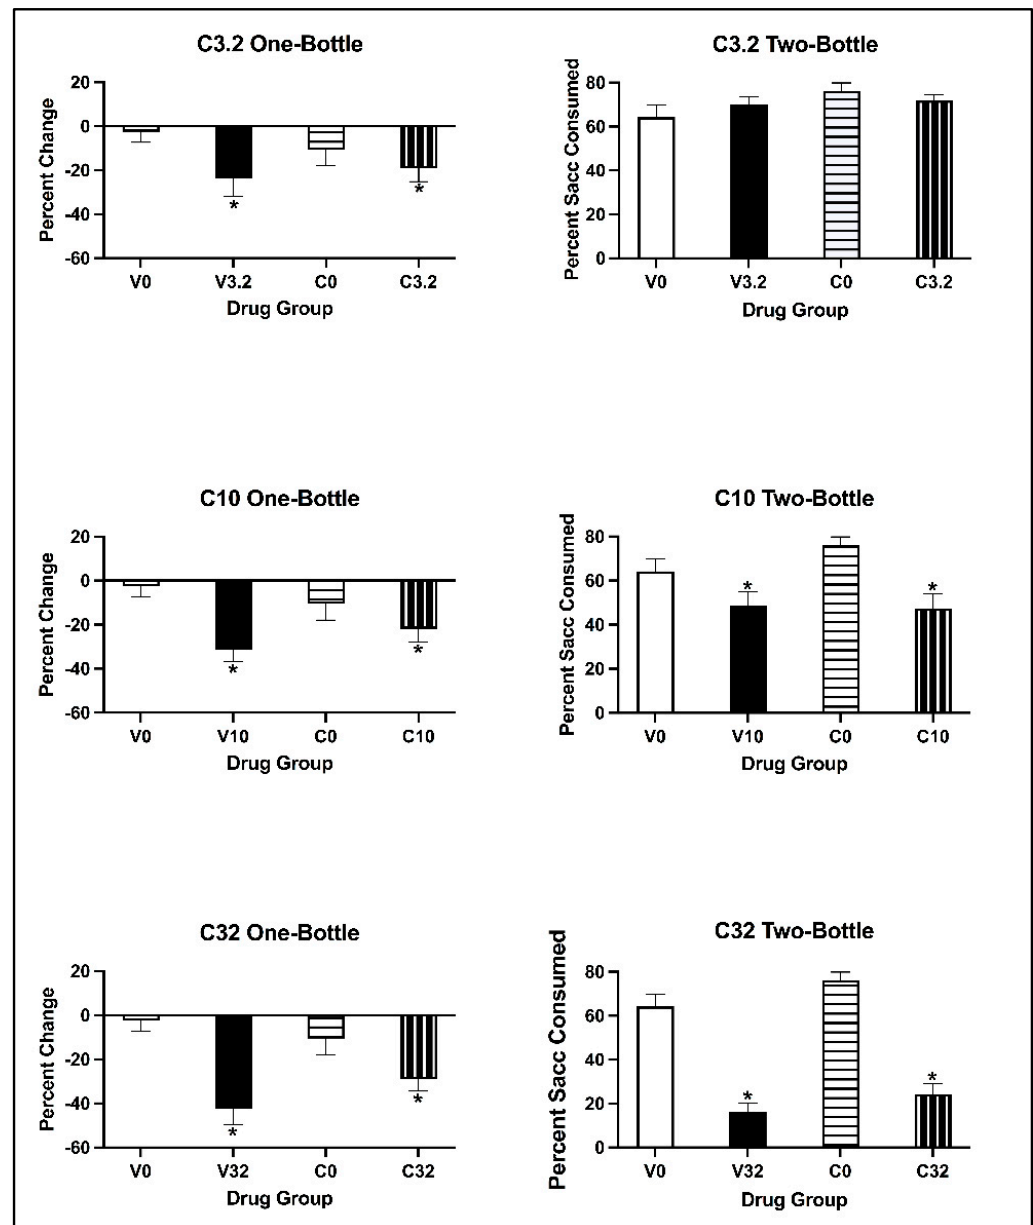 C3.2 One-Bottle
Percent Change
20
0
-20
-40
-60
*
*
V0 V3.2 C0 C3.2
Drug Group
C3.2 Two-Bottle
Percent Sacc Consumed
80
60
40
20
0
V0 V3.2 C0 C3.2
Drug Group
C10 One-Bottle
Percent Change
20
0
-20
-40
-60
*
*
V0 V10 C0 C10
Drug Group
C10 Two-Bottle
Percent Sacc Consumed
80
60
40
20
0
*
*
V0 V10 C0 C10
Drug Group
C32 One-Bottle
Percent Change
20
0
-20
-40
-60
*
*
V0 V32 C0 C32
Drug Group
C32 Two-Bottle
Percent Sacc Consumed
80
60
40
20
0
*
*
V0 V32 C0 C32
Drug Group